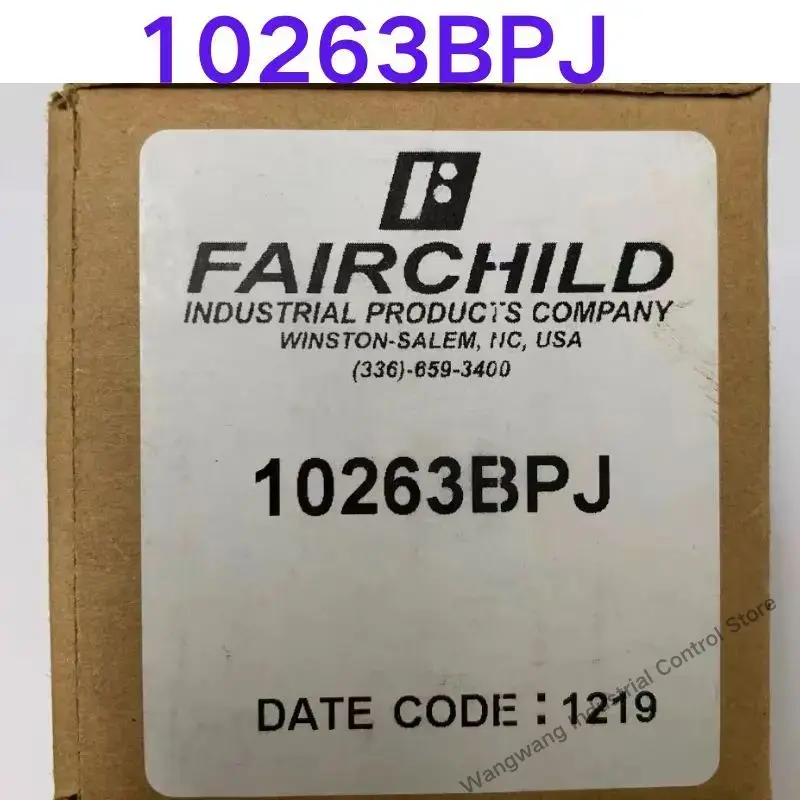 10263BPJ
FAIRCHILD
INDUSTRIAL PRODUCTS COMPANY
WINSTON-SALEM, NC, USA
(336)-659-3400
10263BPJ
DATE CODE : 1219
Wangwang Industrial Control Store